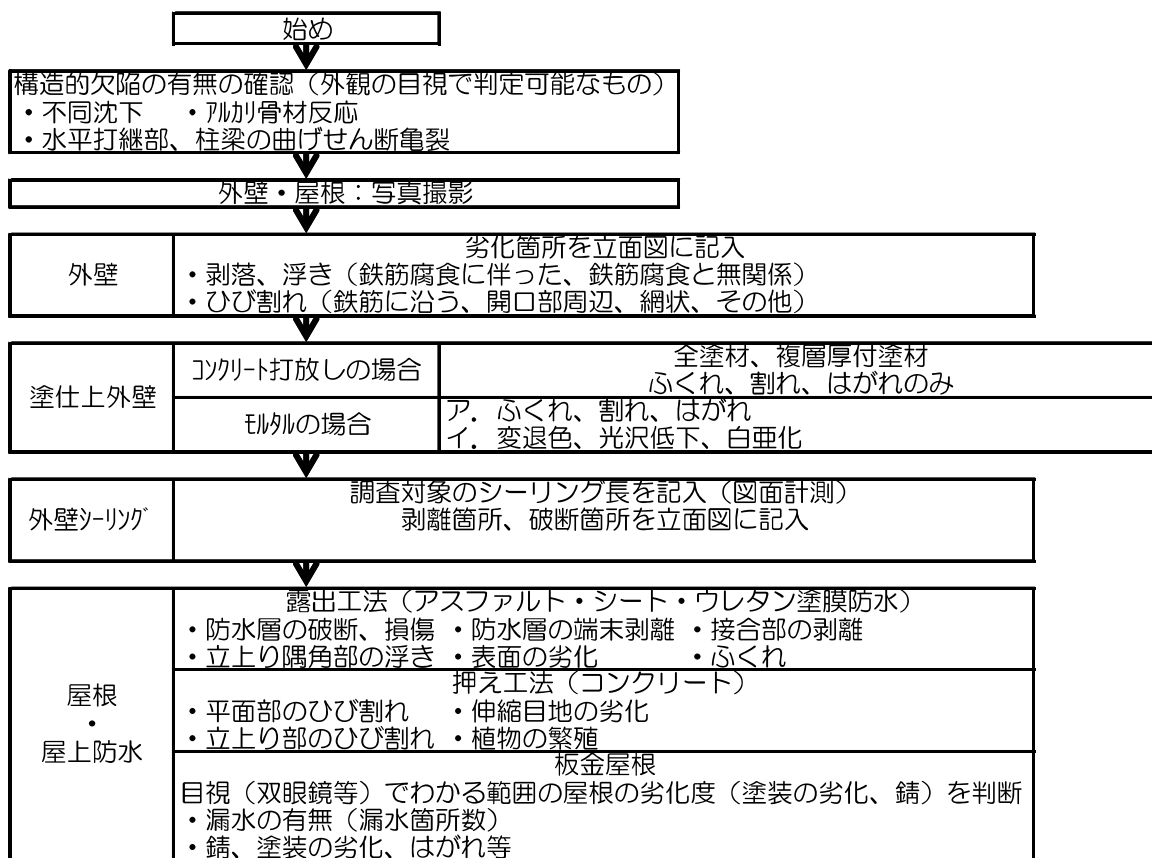 始め
構造的欠陥の有無の確認（外観の目視で判定可能なもの）
・不同沈下　・ｱﾙｶﾘ骨材反応
・水平打継部、柱梁の曲げせん断亀裂
外壁・屋根：写真撮影
外壁
劣化箇所を立面図に記入
・剥落、浮き（鉄筋腐食に伴った、鉄筋腐食と無関係）
・ひび割れ（鉄筋に沿う、開口部周辺、網状、その他）
塗仕上外壁
ｺﾝｸﾘｰﾄ打放しの場合
全塗材、複層厚付塗材
ふくれ、割れ、はがれのみ
ﾓﾙﾀﾙの場合
ア．ふくれ、割れ、はがれ
イ．変退色、光沢低下、白亜化
外壁ｼｰﾘﾝｸﾞ
調査対象のシーリング長を記入（図面計測）
剥離箇所、破断箇所を立面図に記入
屋根
・
屋上防水
露出工法（アスファルト・シート・ウレタン塗膜防水）
・防水層の破断、損傷　・防水層の端末剥離　・接合部の剥離
・立上り隅角部の浮き　・表面の劣化　・ふくれ
押え工法（コンクリート）
・平面部のひび割れ　・伸縮目地の劣化
・立上り部のひび割れ　・植物の繁殖
板金屋根
目視（双眼鏡等）でわかる範囲の屋根の劣化度（塗装の劣化、錆）を判断
・漏水の有無（漏水箇所数）
・錆、塗装の劣化、はがれ等